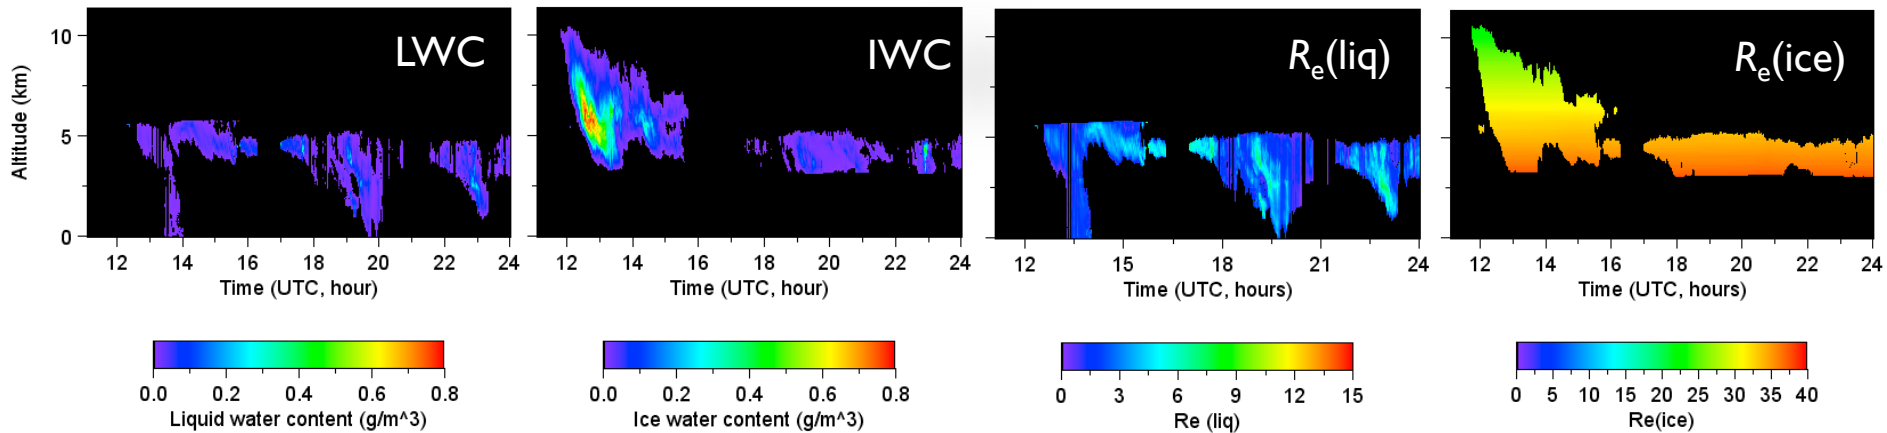 LWC
IWC
Re(liq)
Re(ice)
Altitude (km)
10
5
0
12 14 16 18 20 22 24
Time (UTC, hour)
12 14 16 18 20 22 24
Time (UTC, hour)
12 15 18 21 24
Time (UTC, hours)
12 14 16 18 20 22 24
Time (UTC, hours)
0.0 0.2 0.4 0.6 0.8
Liquid water content (g/m^3)
0.0 0.2 0.4 0.6 0.8
Ice water content (g/m^3)
0 3 6 9 12 15
Re (liq)
0 5 10 15 20 25 30 35 40
Re(ice)